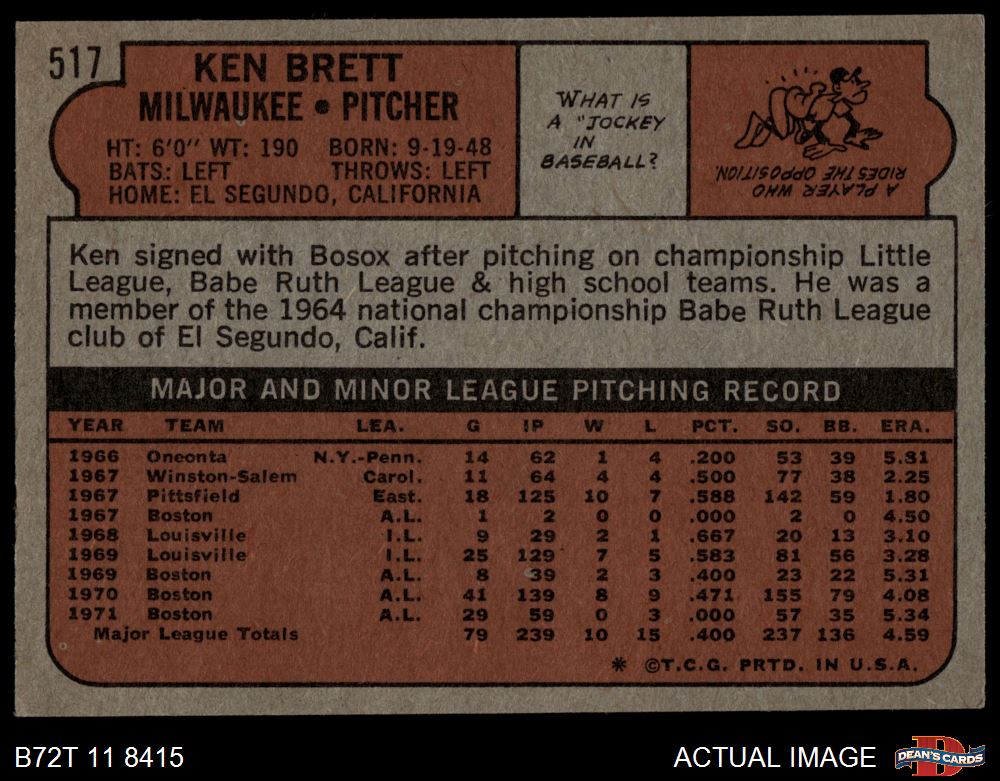 517
KEN BRETT
MILWAUKEE • PITCHER
HT: 6'0" WT: 190 BORN: 9-19-48
BATS: LEFT THROWS: LEFT
HOME: EL SEGUNDO, CALIFORNIA
WHAT IS
A "JOCKEY
IN
BASEBALL?
A PLAYER WHO
RIDES THE OPPOSITION.
Ken signed with Bosox after pitching on championship Little
League, Babe Ruth League & high school teams. He was a
member of the 1964 national championship Babe Ruth League
club of El Segundo, Calif.
MAJOR AND MINOR LEAGUE PITCHING RECORD
YEAR TEAM LEA. G IP W L PCT. SO. BB. ERA.
1966 Oneonta N.Y.-Penn. 14 62 1 4 .200 53 39 5.31
1967 Winston-Salem Carol. 11 64 4 4 .500 77 38 2.25
1967 Pittsfield East. 18 125 10 7 .588 142 59 1.80
1967 Boston A.L. 1 2 0 0 .000 2 0 4.50
1968 Louisville I.L. 9 29 2 1 .667 20 13 3.10
1969 Louisville I.L. 25 129 7 5 .583 81 56 3.28
1969 Boston A.L. 8 39 2 3 .400 23 22 5.31
1970 Boston A.L. 41 139 8 9 .471 155 79 4.08
1971 Boston A.L. 29 59 0 3 .000 57 35 5.34
Major League Totals 79 239 10 15 .400 237 136 4.59
* ©T.C.G. PRTD. IN U.S.A.
B72T 11 8415
ACTUAL IMAGE
D
DEAN'S CARDS